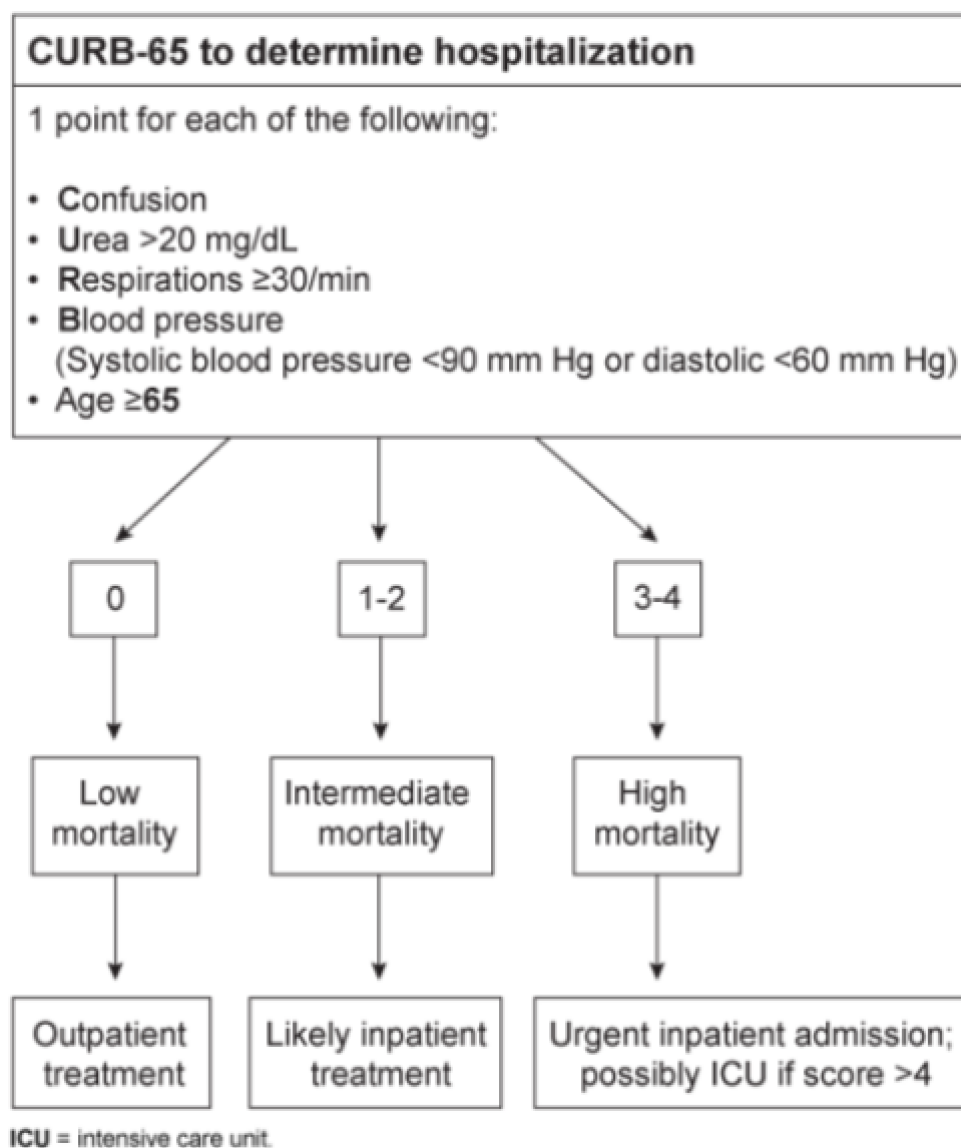 CURB-65 to determine hospitalization
1 point for each of the following:
• Confusion
• Urea >20 mg/dL
• Respirations ≥30/min
• Blood pressure
(Systolic blood pressure <90 mm Hg or diastolic <60 mm Hg)
• Age ≥65
0
1-2
3-4
Low
mortality
Intermediate
mortality
High
mortality
Outpatient
treatment
Likely inpatient
treatment
Urgent inpatient admission;
possibly ICU if score >4
ICU = intensive care unit.